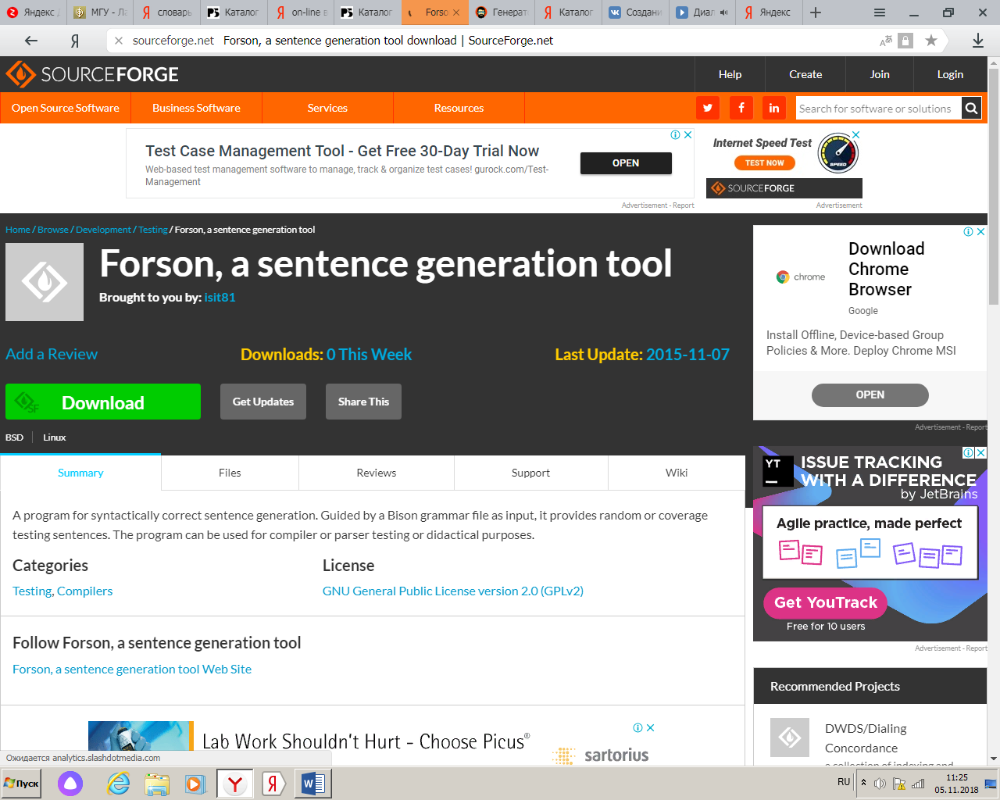 Яндекс
МГУ - Ла
словарь
Каталог
on-line в
Каталог
Forso
Генерат
Каталог
Создани
Диал
Яндекс
sourceforge.net Forson, a sentence generation tool download | SourceForge.net
SOURCEFORGE
Help
Create
Join
Login
Open Source Software
Business Software
Services
Resources
Search for software or solutions
Test Case Management Tool - Get Free 30-Day Trial Now
Web-based test management software to manage, track & organize test cases! gurock.com/Test-
Management
OPEN
Advertisement - Report
Internet Speed Test
TEST NOW
SPEED
SOURCEFORGE
Advertisement
Home / Browse / Development / Testing / Forson, a sentence generation tool
Forson, a sentence generation tool
Brought to you by: isit81
Add a Review
Downloads: 0 This Week
Last Update: 2015-11-07
SF
Download
Get Updates
Share This
BSD
Linux
chrome
Download
Chrome
Browser
Google
Install Offline, Device-based Group
Policies & More. Deploy Chrome MSI
OPEN
Advertisement - Report
Summary
Files
Reviews
Support
Wiki
A program for syntactically correct sentence generation. Guided by a Bison grammar file as input, it provides random or coverage
testing sentences. The program can be used for compiler or parser testing or didactical purposes.
Categories
License
Testing, Compilers
GNU General Public License version 2.0 (GPLv2)
Follow Forson, a sentence generation tool
Forson, a sentence generation tool Web Site
YT
ISSUE TRACKING
WITH A DIFFERENCE
by JetBrains
Agile practice, made perfect
Get YouTrack
Free for 10 users
Advertisement - Report
Recommended Projects
DWDS/Dialing
Concordance
a collection of indexing and
Lab Work Shouldn't Hurt - Choose Picus®
sartorius
Ожидается analytics.slashdotmedia.com
Пуск
RU
11:25
05.11.2018